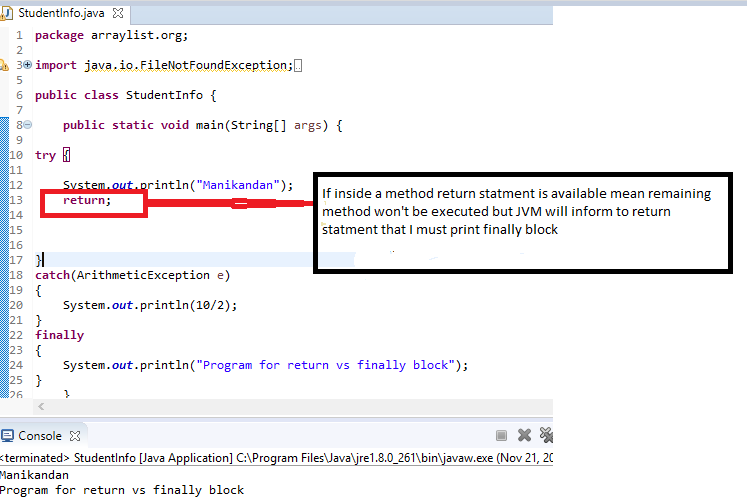 StudentInfo.java
1 package arraylist.org;
2
3 import java.io.FileNotFoundException;
5
6 public class StudentInfo {
7
8 public static void main(String[] args) {
9
10 try {
11
12 System.out.println("Manikandan");
13 return;
14
15
16
17 }
18 catch(ArithmeticException e)
19 {
20 System.out.println(10/2);
21 }
22 finally
23 {
24 System.out.println("Program for return vs finally block");
25 }
26 }
If inside a method return statment is available mean remaining
method won't be executed but JVM will inform to return
statment that I must print finally block
Console
<terminated> StudentInfo [Java Application] C:\Program Files\Java\jre1.8.0_261\bin\javaw.exe (Nov 21, 20
Manikandan
Program for return vs finally block